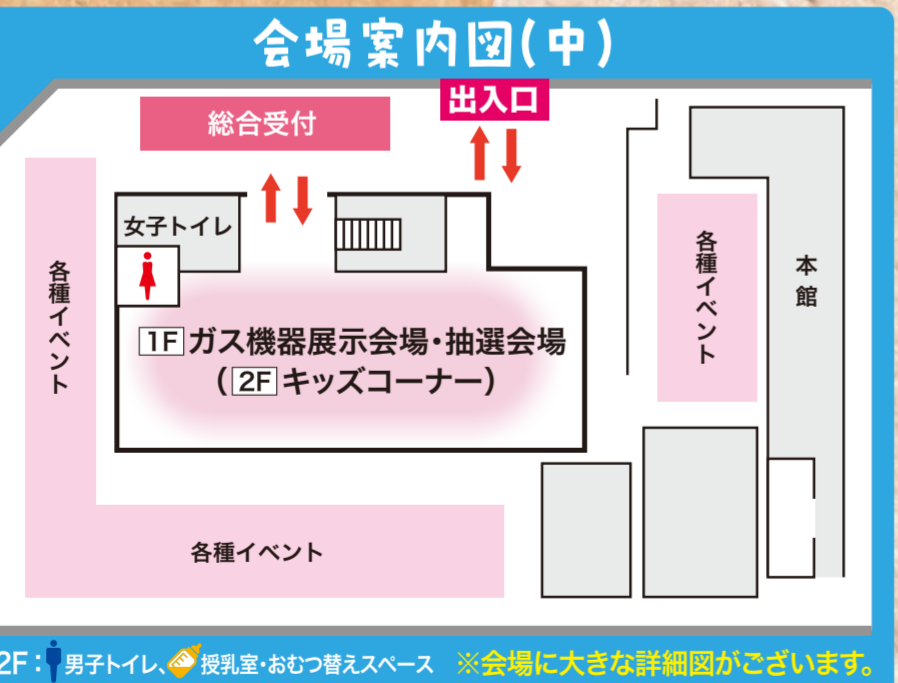 会場案内図(中)
出入口
総合受付
女子トイレ
各種イベント
各種イベント
本館
1F ガス機器展示会場・抽選会場
(2F キッズコーナー)
各種イベント
2F：男子トイレ、授乳室・おむつ替えスペース ※会場に大きな詳細図がございます。